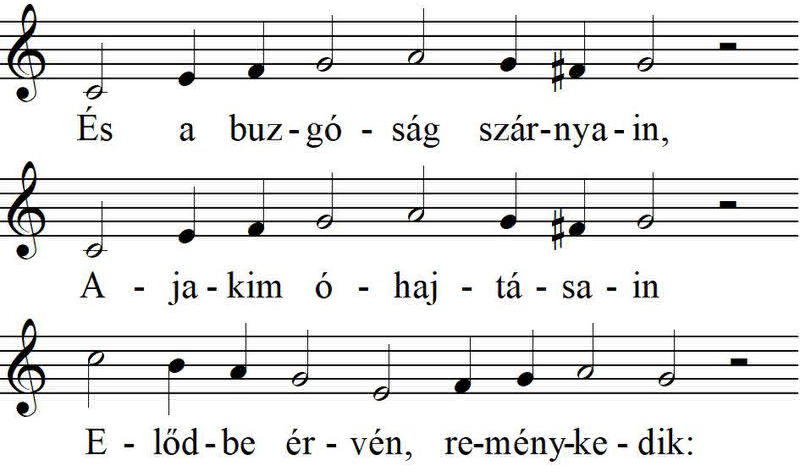 És a buz-gó-ság szár-nya-in,
A-ja-kim ó-haj-tá-sa-in
E-lőd-be ér-vén, re-mény-ke-dik: